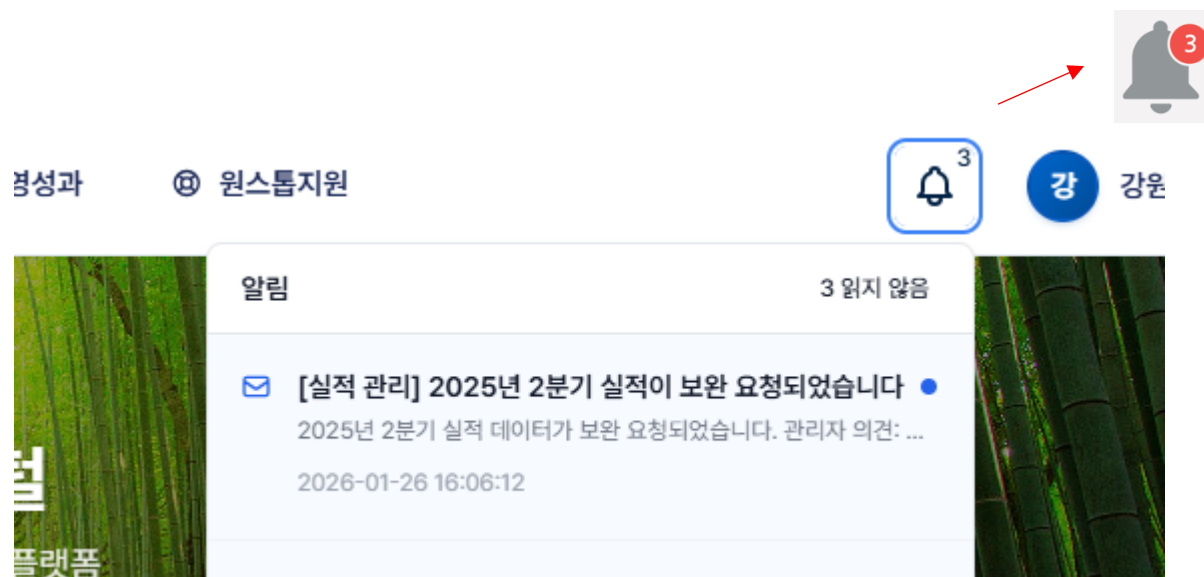 3
영성과
원스톱지원
3
강
강원
알림
3 읽지 않음
[실적 관리] 2025년 2분기 실적이 보완 요청되었습니다
2025년 2분기 실적 데이터가 보완 요청되었습니다. 관리자 의견: ...
2026-01-26 16:06:12
털
플랫폼